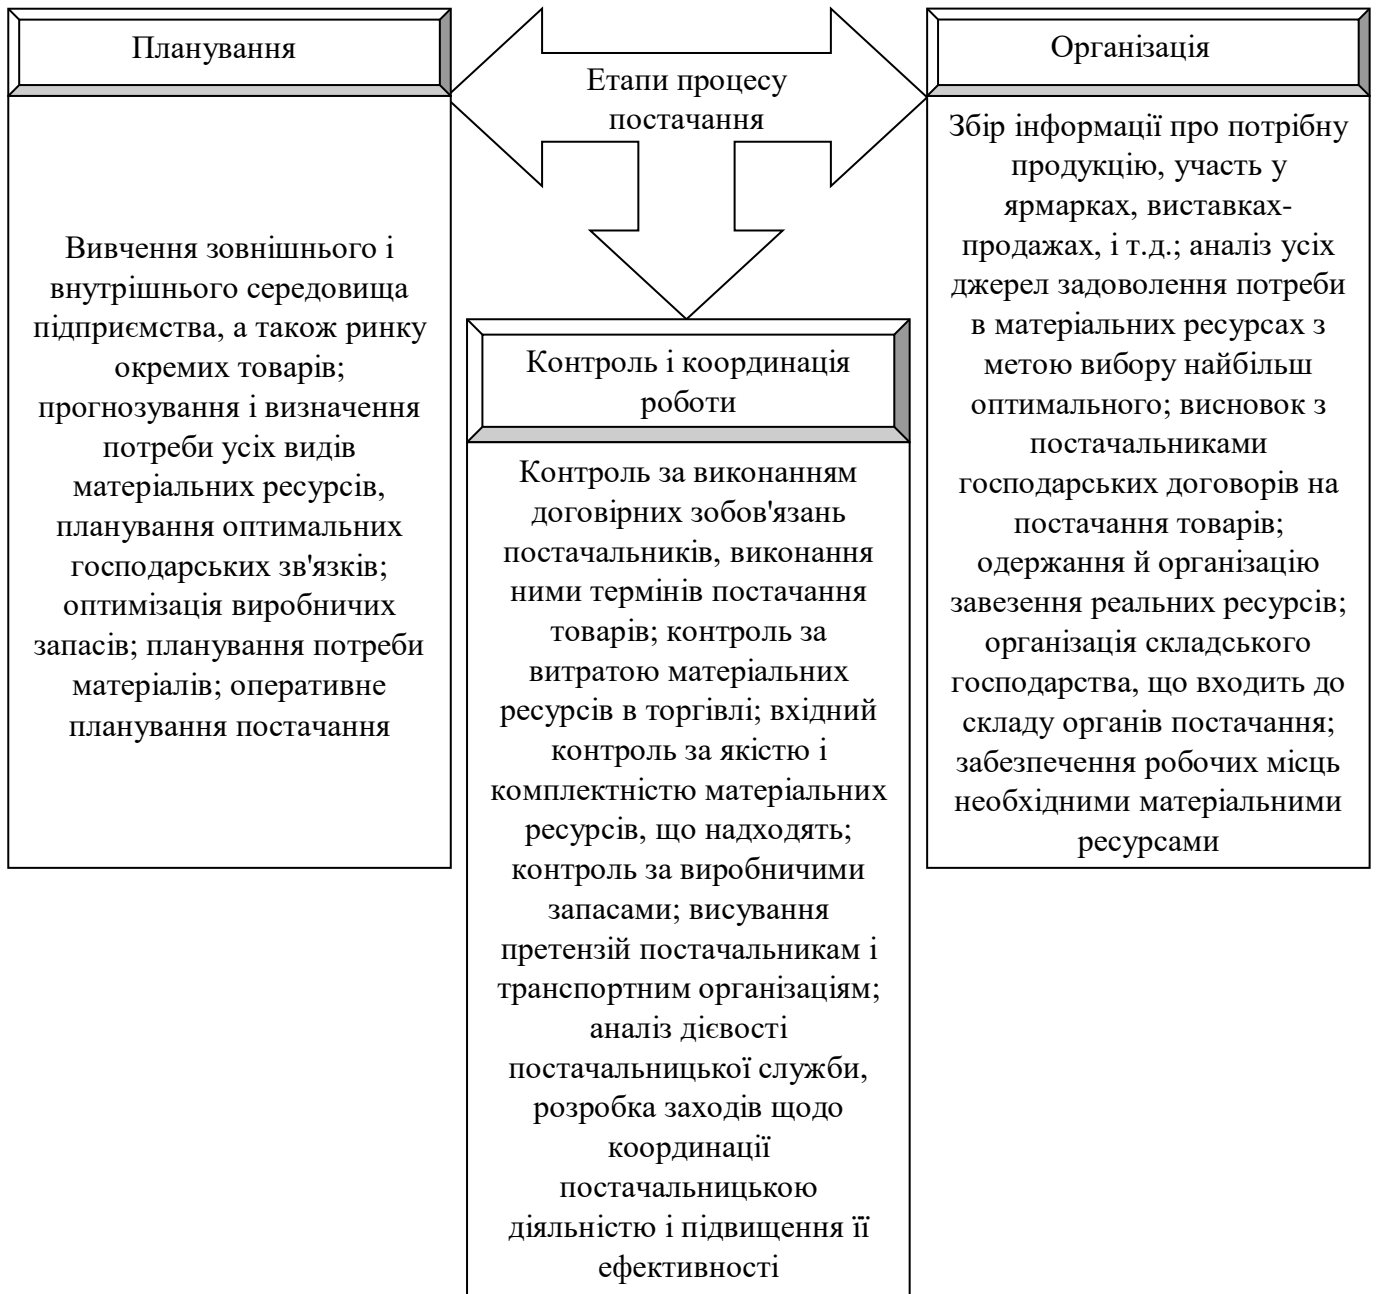 Планування
Вивчення зовнішнього і
внутрішнього середовища
підприємства, а також ринку
окремих товарів;
прогнозування і визначення
потреби усіх видів
матеріальних ресурсів,
планування оптимальних
господарських зв'язків;
оптимізація виробничих
запасів; планування потреби
матеріалів; оперативне
планування постачання
Етапи процесу
постачання
Контроль і координація
роботи
Контроль за виконанням
договірних зобов'язань
постачальників, виконання
ними термінів постачання
товарів; контроль за
витратою матеріальних
ресурсів в торгівлі; вхідний
контроль за якістю і
комплектністю матеріальних
ресурсів, що надходять;
контроль за виробничими
запасами; висування
претензій постачальникам і
транспортним організаціям;
аналіз дієвості
постачальницької служби,
розробка заходів щодо
координації
постачальницькою
діяльністю і підвищення її
ефективності
Організація
Збір інформації про потрібну
продукцію, участь у
ярмарках, виставках-
продажах, і т.д.; аналіз усіх
джерел задоволення потреби
в матеріальних ресурсах з
метою вибору найбільш
оптимального; висновок з
постачальниками
господарських договорів на
постачання товарів;
одержання й організацію
завезення реальних ресурсів;
організація складського
господарства, що входить до
складу органів постачання;
забезпечення робочих місць
необхідними матеріальними
ресурсами